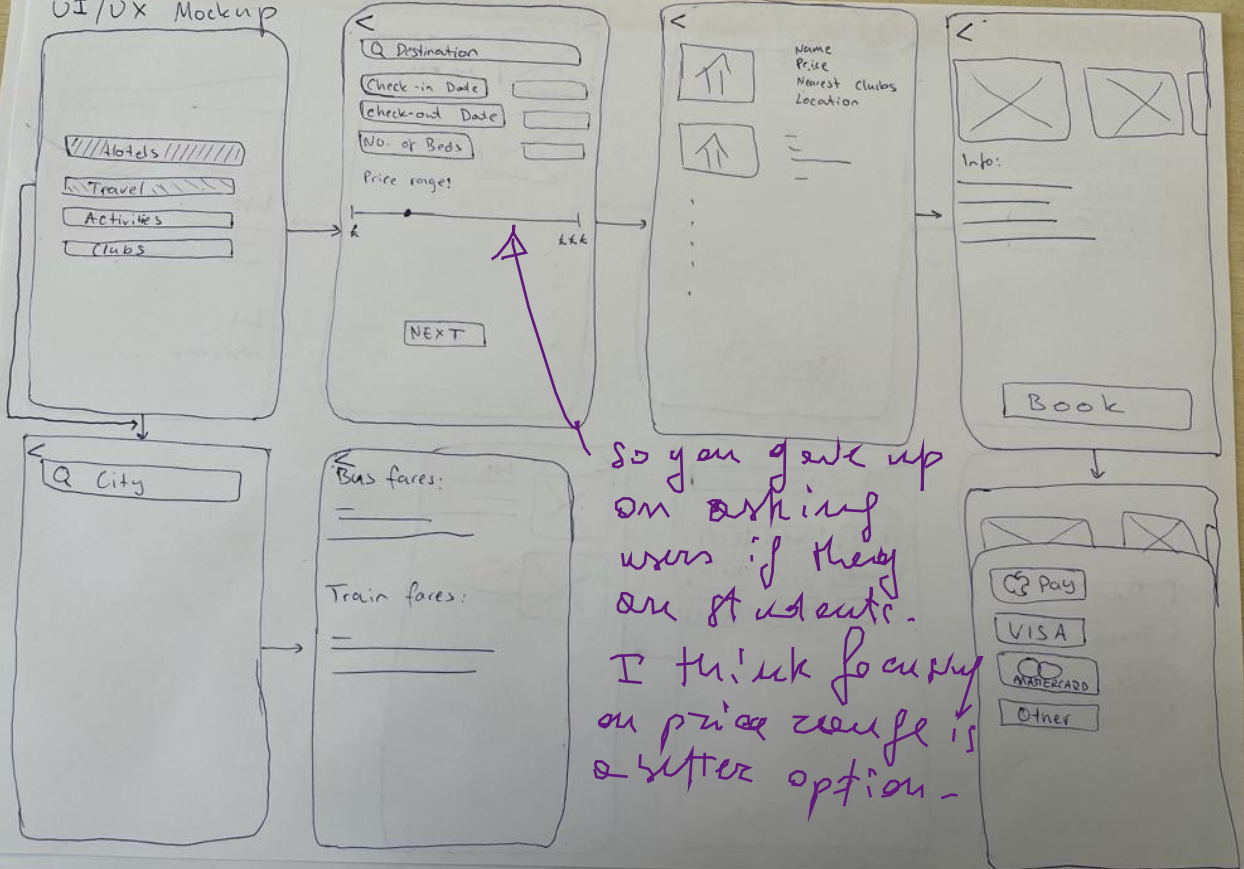 UI/UX Mockup
Hotels
Travel
Activities
Clubs
<
Q Destination
Check-in Date
check-out Date
No. of Beds
Price range:
£
£££
NEXT
<
Name
Price
Nearest Clubs
Location
<
Info:
Book
<
Q City
<
Bus fares:
Train fares:
Pay
VISA
MASTERCARD
Other
So you gave up
on asking
users if they
are students.
I think focusing
on price range is
a better option.